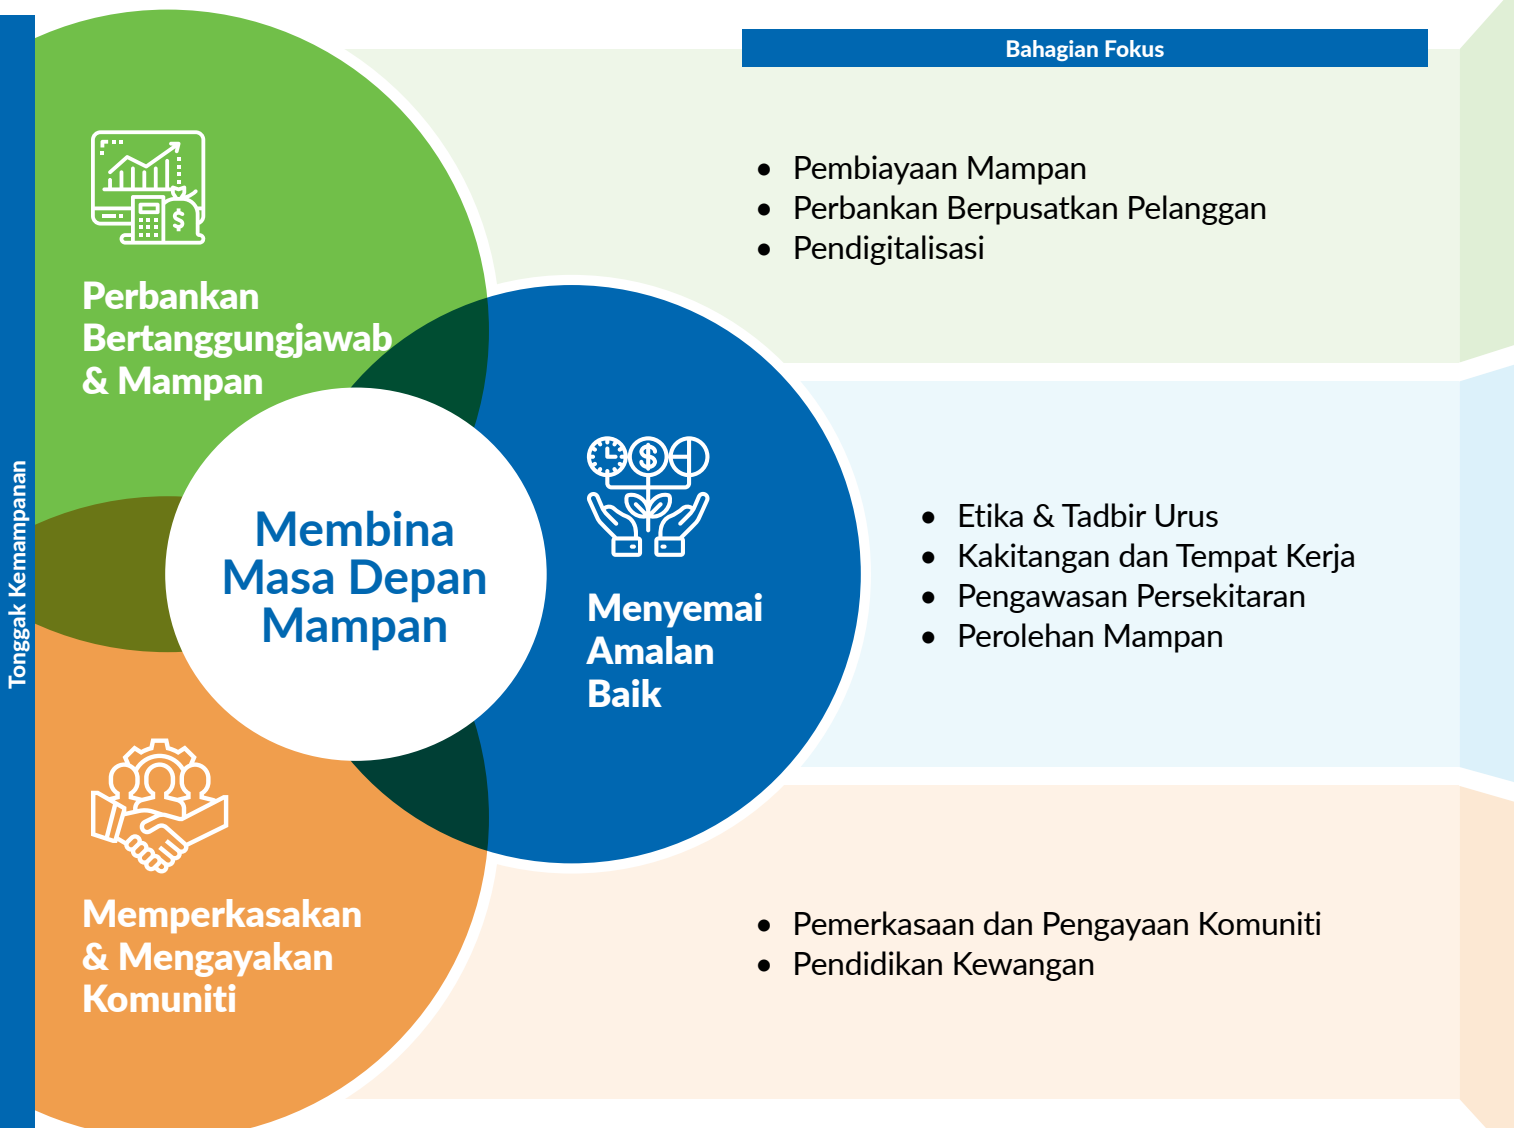 Tonggak Kemampanan
Bahagian Fokus
Perbankan
Bertanggungjawab
& Mampan
• Pembiayaan Mampan
• Perbankan Berpusatkan Pelanggan
• Pendigitalisasi
Membina
Masa Depan
Mampan
Menyemai
Amalan
Baik
• Etika & Tadbir Urus
• Kakitangan dan Tempat Kerja
• Pengawasan Persekitaran
• Perolehan Mampan
Memperkasakan
& Mengayakan
Komuniti
• Pemerkasaan dan Pengayaan Komuniti
• Pendidikan Kewangan